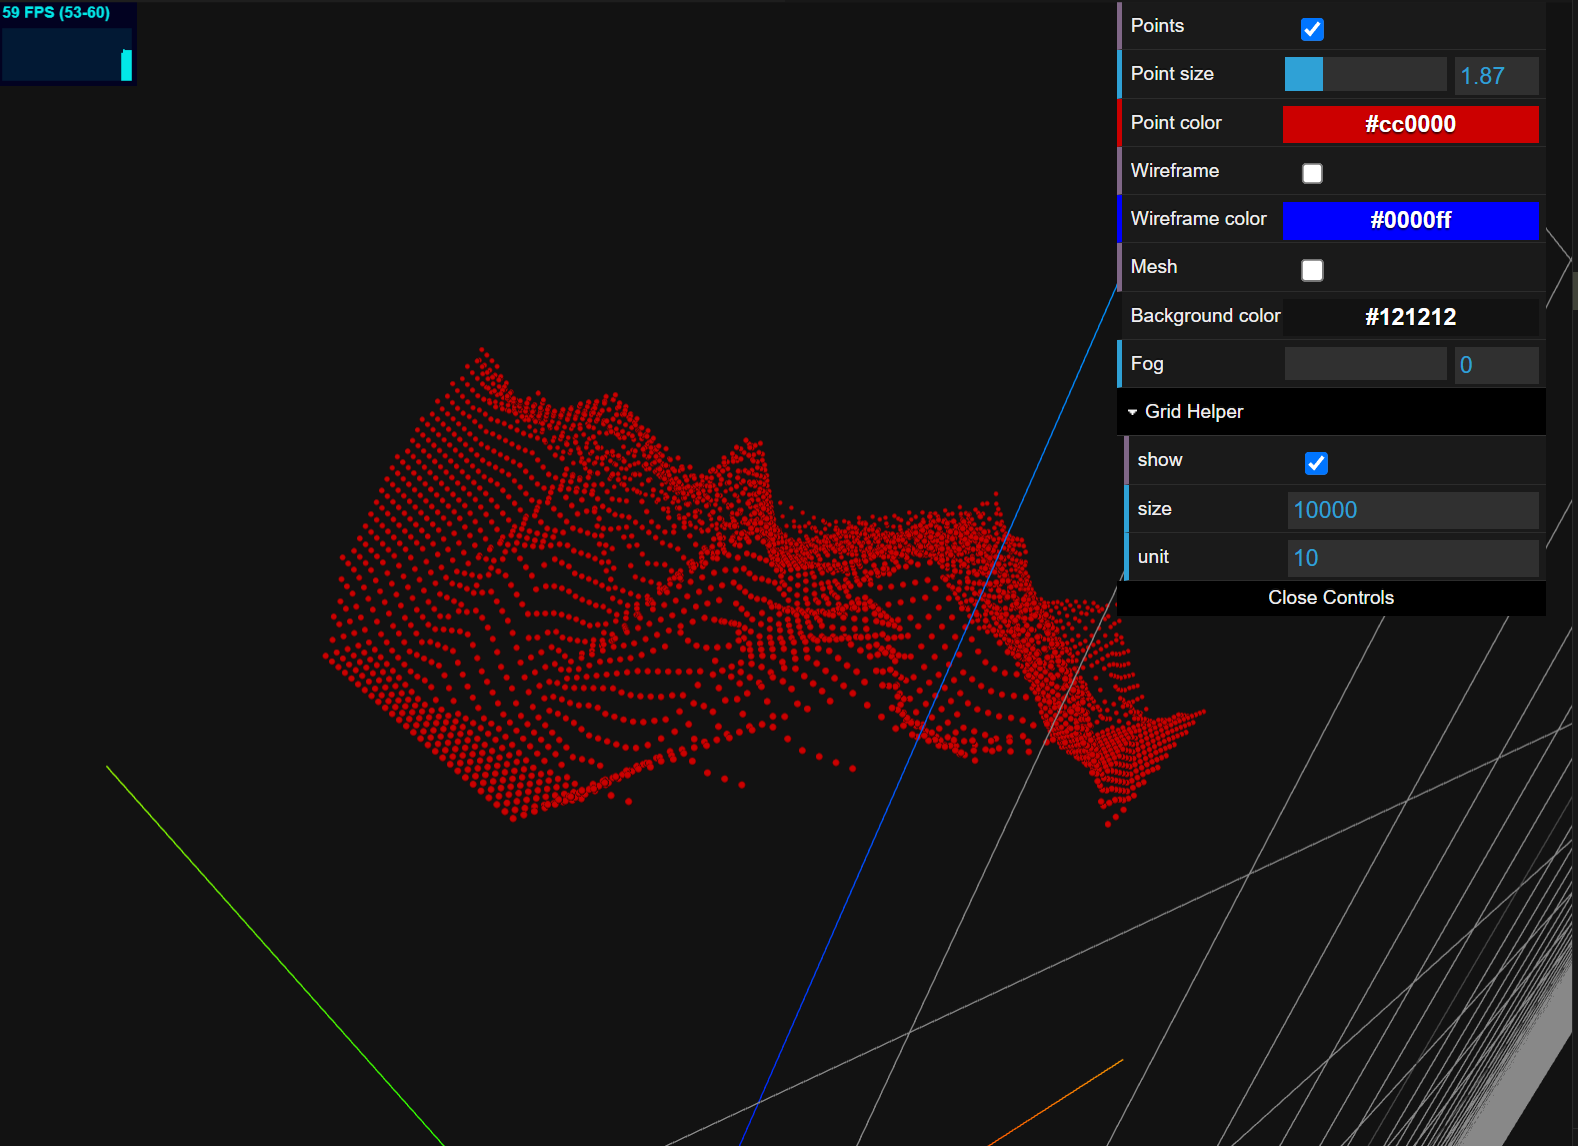 59 FPS (53-60)
Points
Point size 1.87
Point color #cc0000
Wireframe
Wireframe color #0000ff
Mesh
Background color #121212
Fog 0
Grid Helper
show
size 10000
unit 10
Close Controls